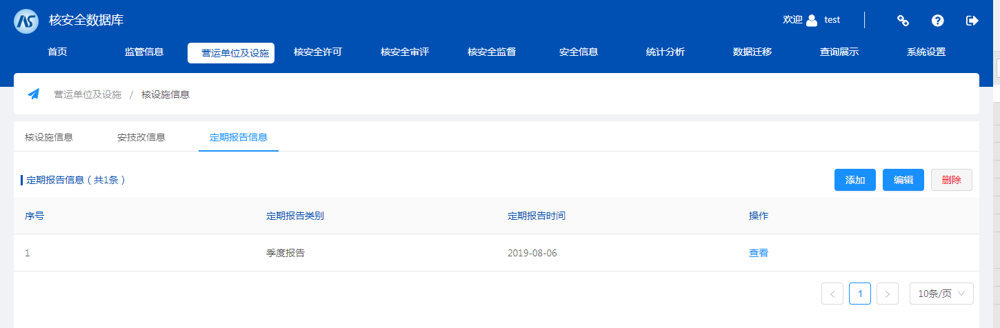 核安全数据库
欢迎 test
首页 监管信息 营运单位及设施 核安全许可 核安全审评 核安全监督 安全信息 统计分析 数据迁移 查询展示 系统设置
营运单位及设施 / 核设施信息
核设施信息 安技改信息 定期报告信息
定期报告信息（共1条） 添加 编辑 删除
序号 定期报告类别 定期报告时间 操作
1 季度报告 2019-08-06 查看
< 1 > 10条/页